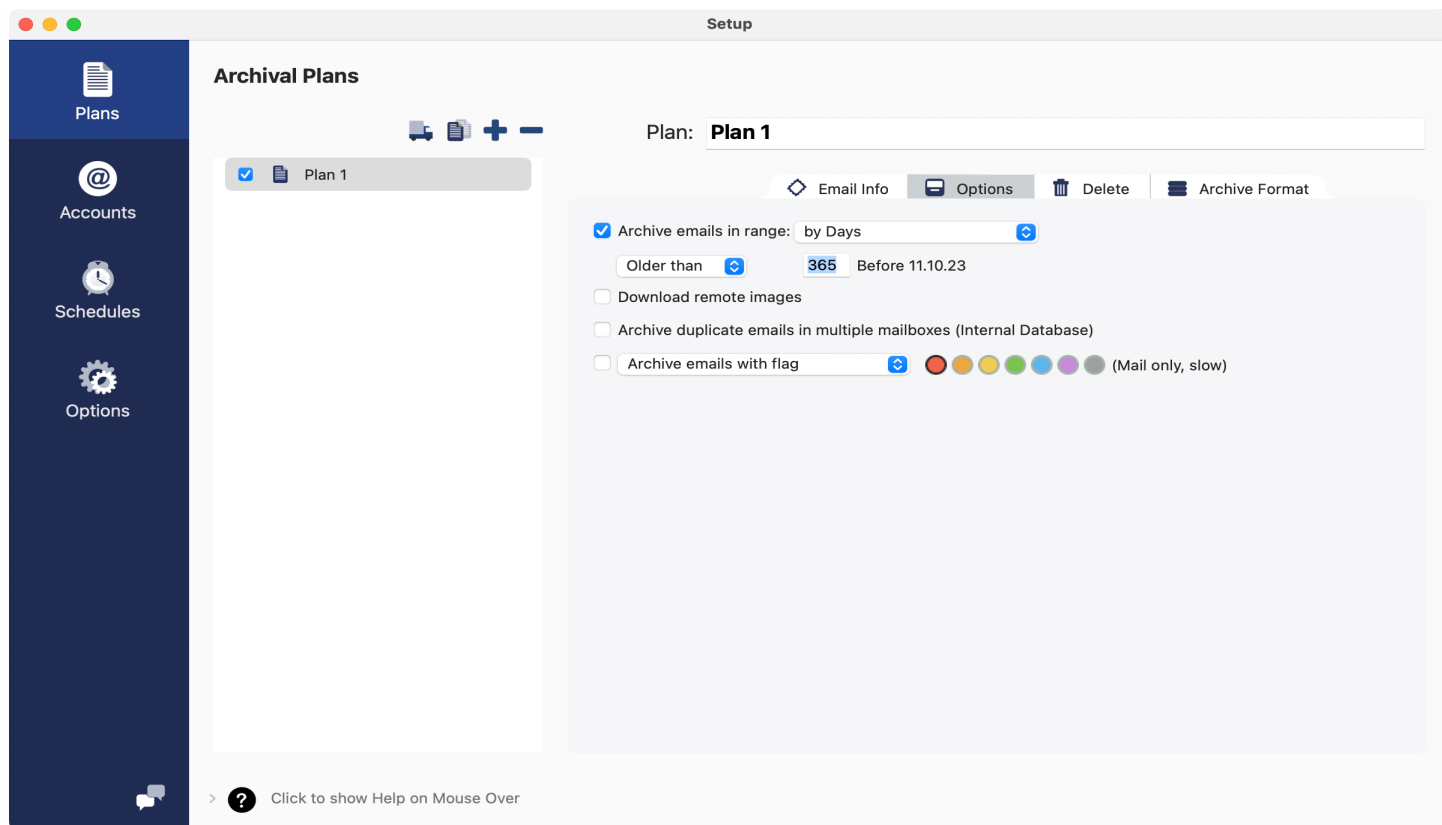 Setup
Plans
Accounts
Schedules
Options
Archival Plans
Plan 1
Plan: Plan 1
Email Info Options Delete Archive Format
Archive emails in range: by Days
Older than 365 Before 11.10.23
Download remote images
Archive duplicate emails in multiple mailboxes (Internal Database)
Archive emails with flag (Mail only, slow)
? Click to show Help on Mouse Over